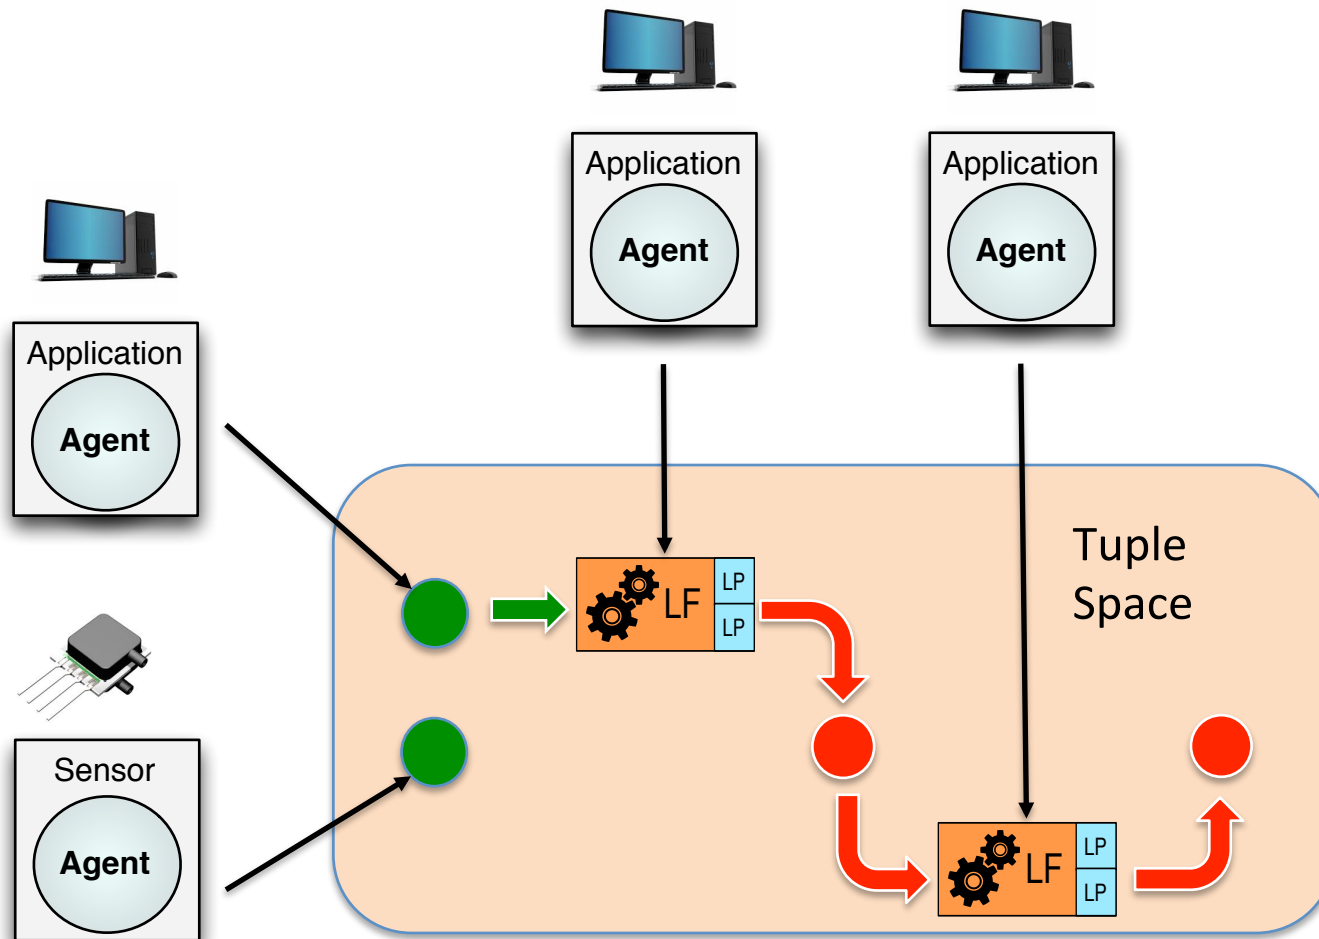 Application
Agent
Application
Agent
Application
Agent
Tuple
Space
LF
LP
LP
Sensor
Agent
LF
LP
LP